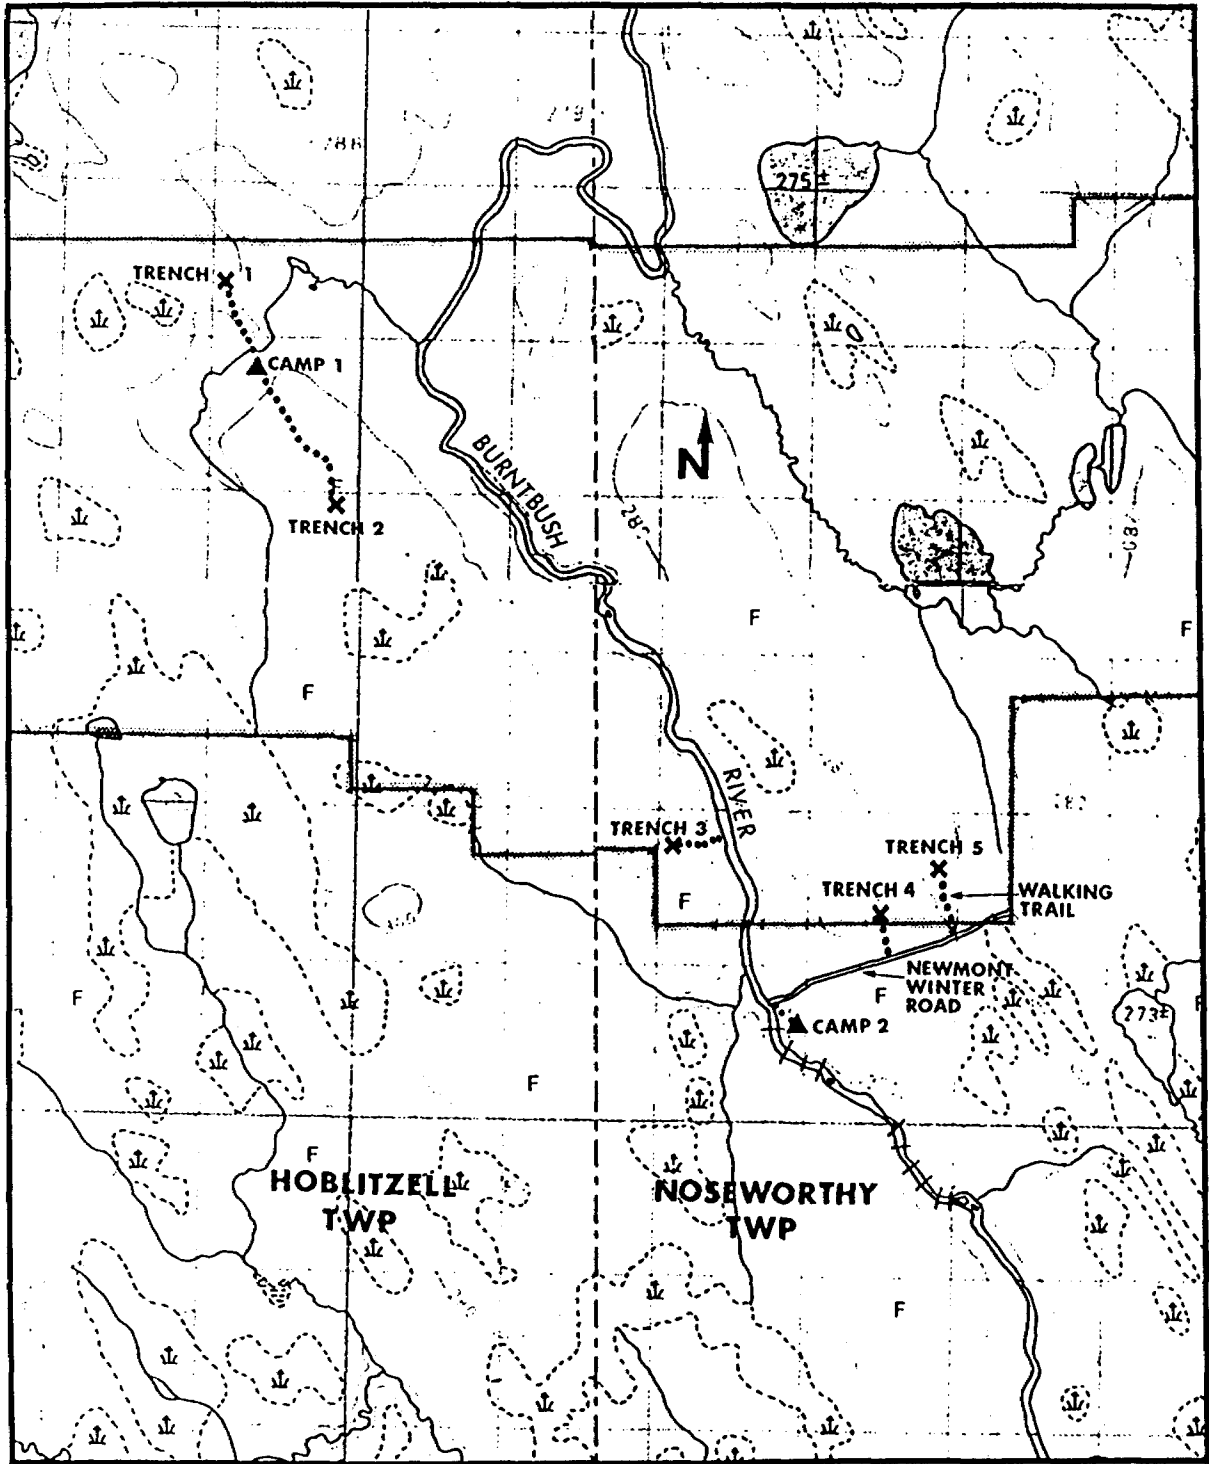 275±
TRENCH 1
CAMP 1
N
BURNTBUSH
TRENCH 2
F
F
F
RIVER
TRENCH 3
TRENCH 5
TRENCH 4
WALKING
TRAIL
F
NEWMONT
WINTER
ROAD
F
F
273±
CAMP 2
F
F
HOBLITZELL
TWP
NOSEWORTHY
TWP
F